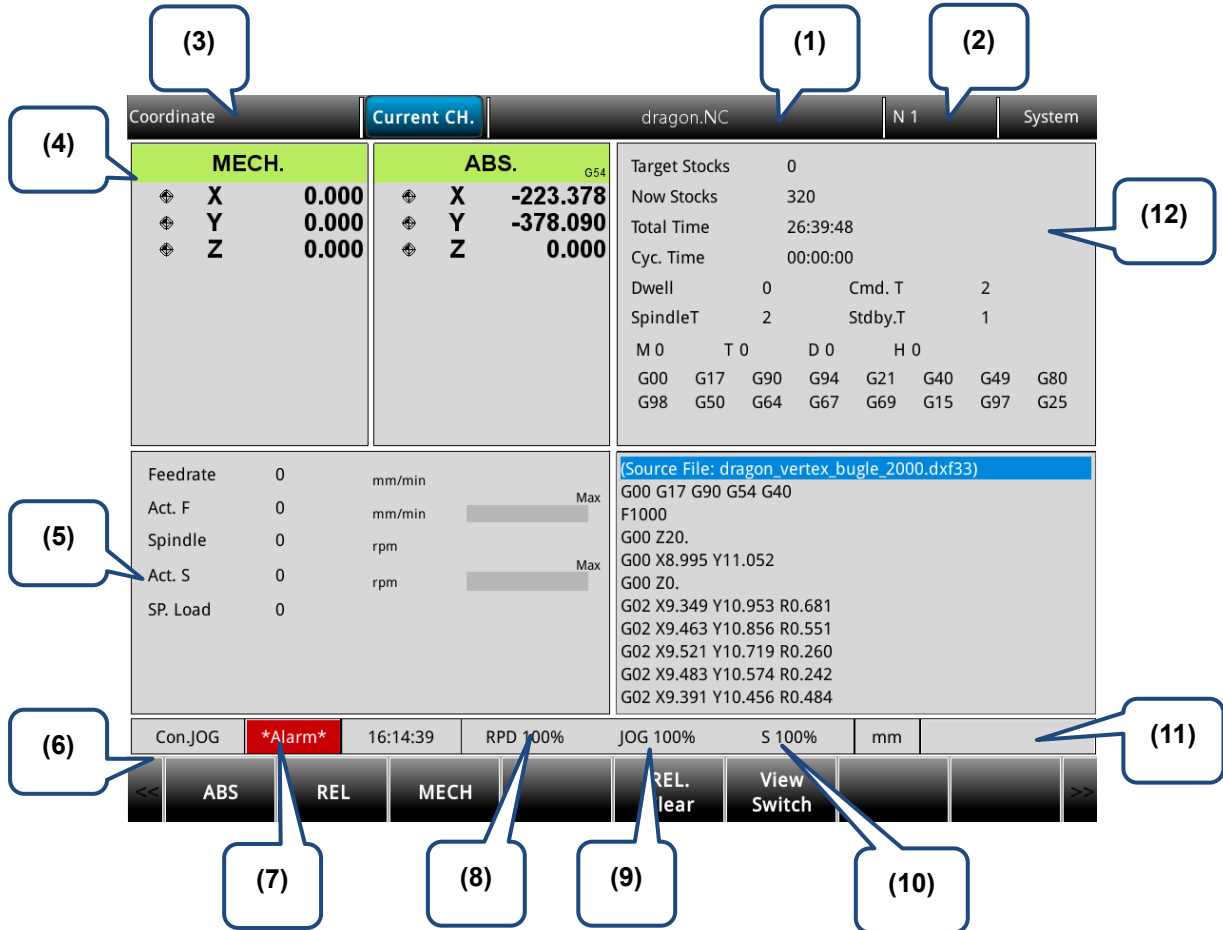 (3)
(1)
(2)
(4)
Coordinate Current CH. dragon.NC N 1 System
MECH.
X 0.000
Y 0.000
Z 0.000
ABS. G54
X -223.378
Y -378.090
Z 0.000
Target Stocks 0
Now Stocks 320
Total Time 26:39:48
Cyc. Time 00:00:00
Dwell 0 Cmd. T 2
SpindleT 2 Stdby.T 1
M 0 T 0 D 0 H 0
G00 G17 G90 G94 G21 G40 G49 G80
G98 G50 G64 G67 G69 G15 G97 G25
(12)
(5)
Feedrate 0 mm/min
Act. F 0 mm/min Max
Spindle 0 rpm
Act. S 0 rpm Max
SP. Load 0
(Source File: dragon_vertex_bugle_2000.dxf33)
G00 G17 G90 G54 G40
F1000
G00 Z20.
G00 X8.995 Y11.052
G00 Z0.
G02 X9.349 Y10.953 R0.681
G02 X9.463 Y10.856 R0.551
G02 X9.521 Y10.719 R0.260
G02 X9.483 Y10.574 R0.242
G02 X9.391 Y10.456 R0.484
(6)
Con.JOG *Alarm* 16:14:39 RPD 100% JOG 100% S 100% mm
(11)
<< ABS REL MECH REL. View Switch >>
(7)
(8)
(9)
(10)